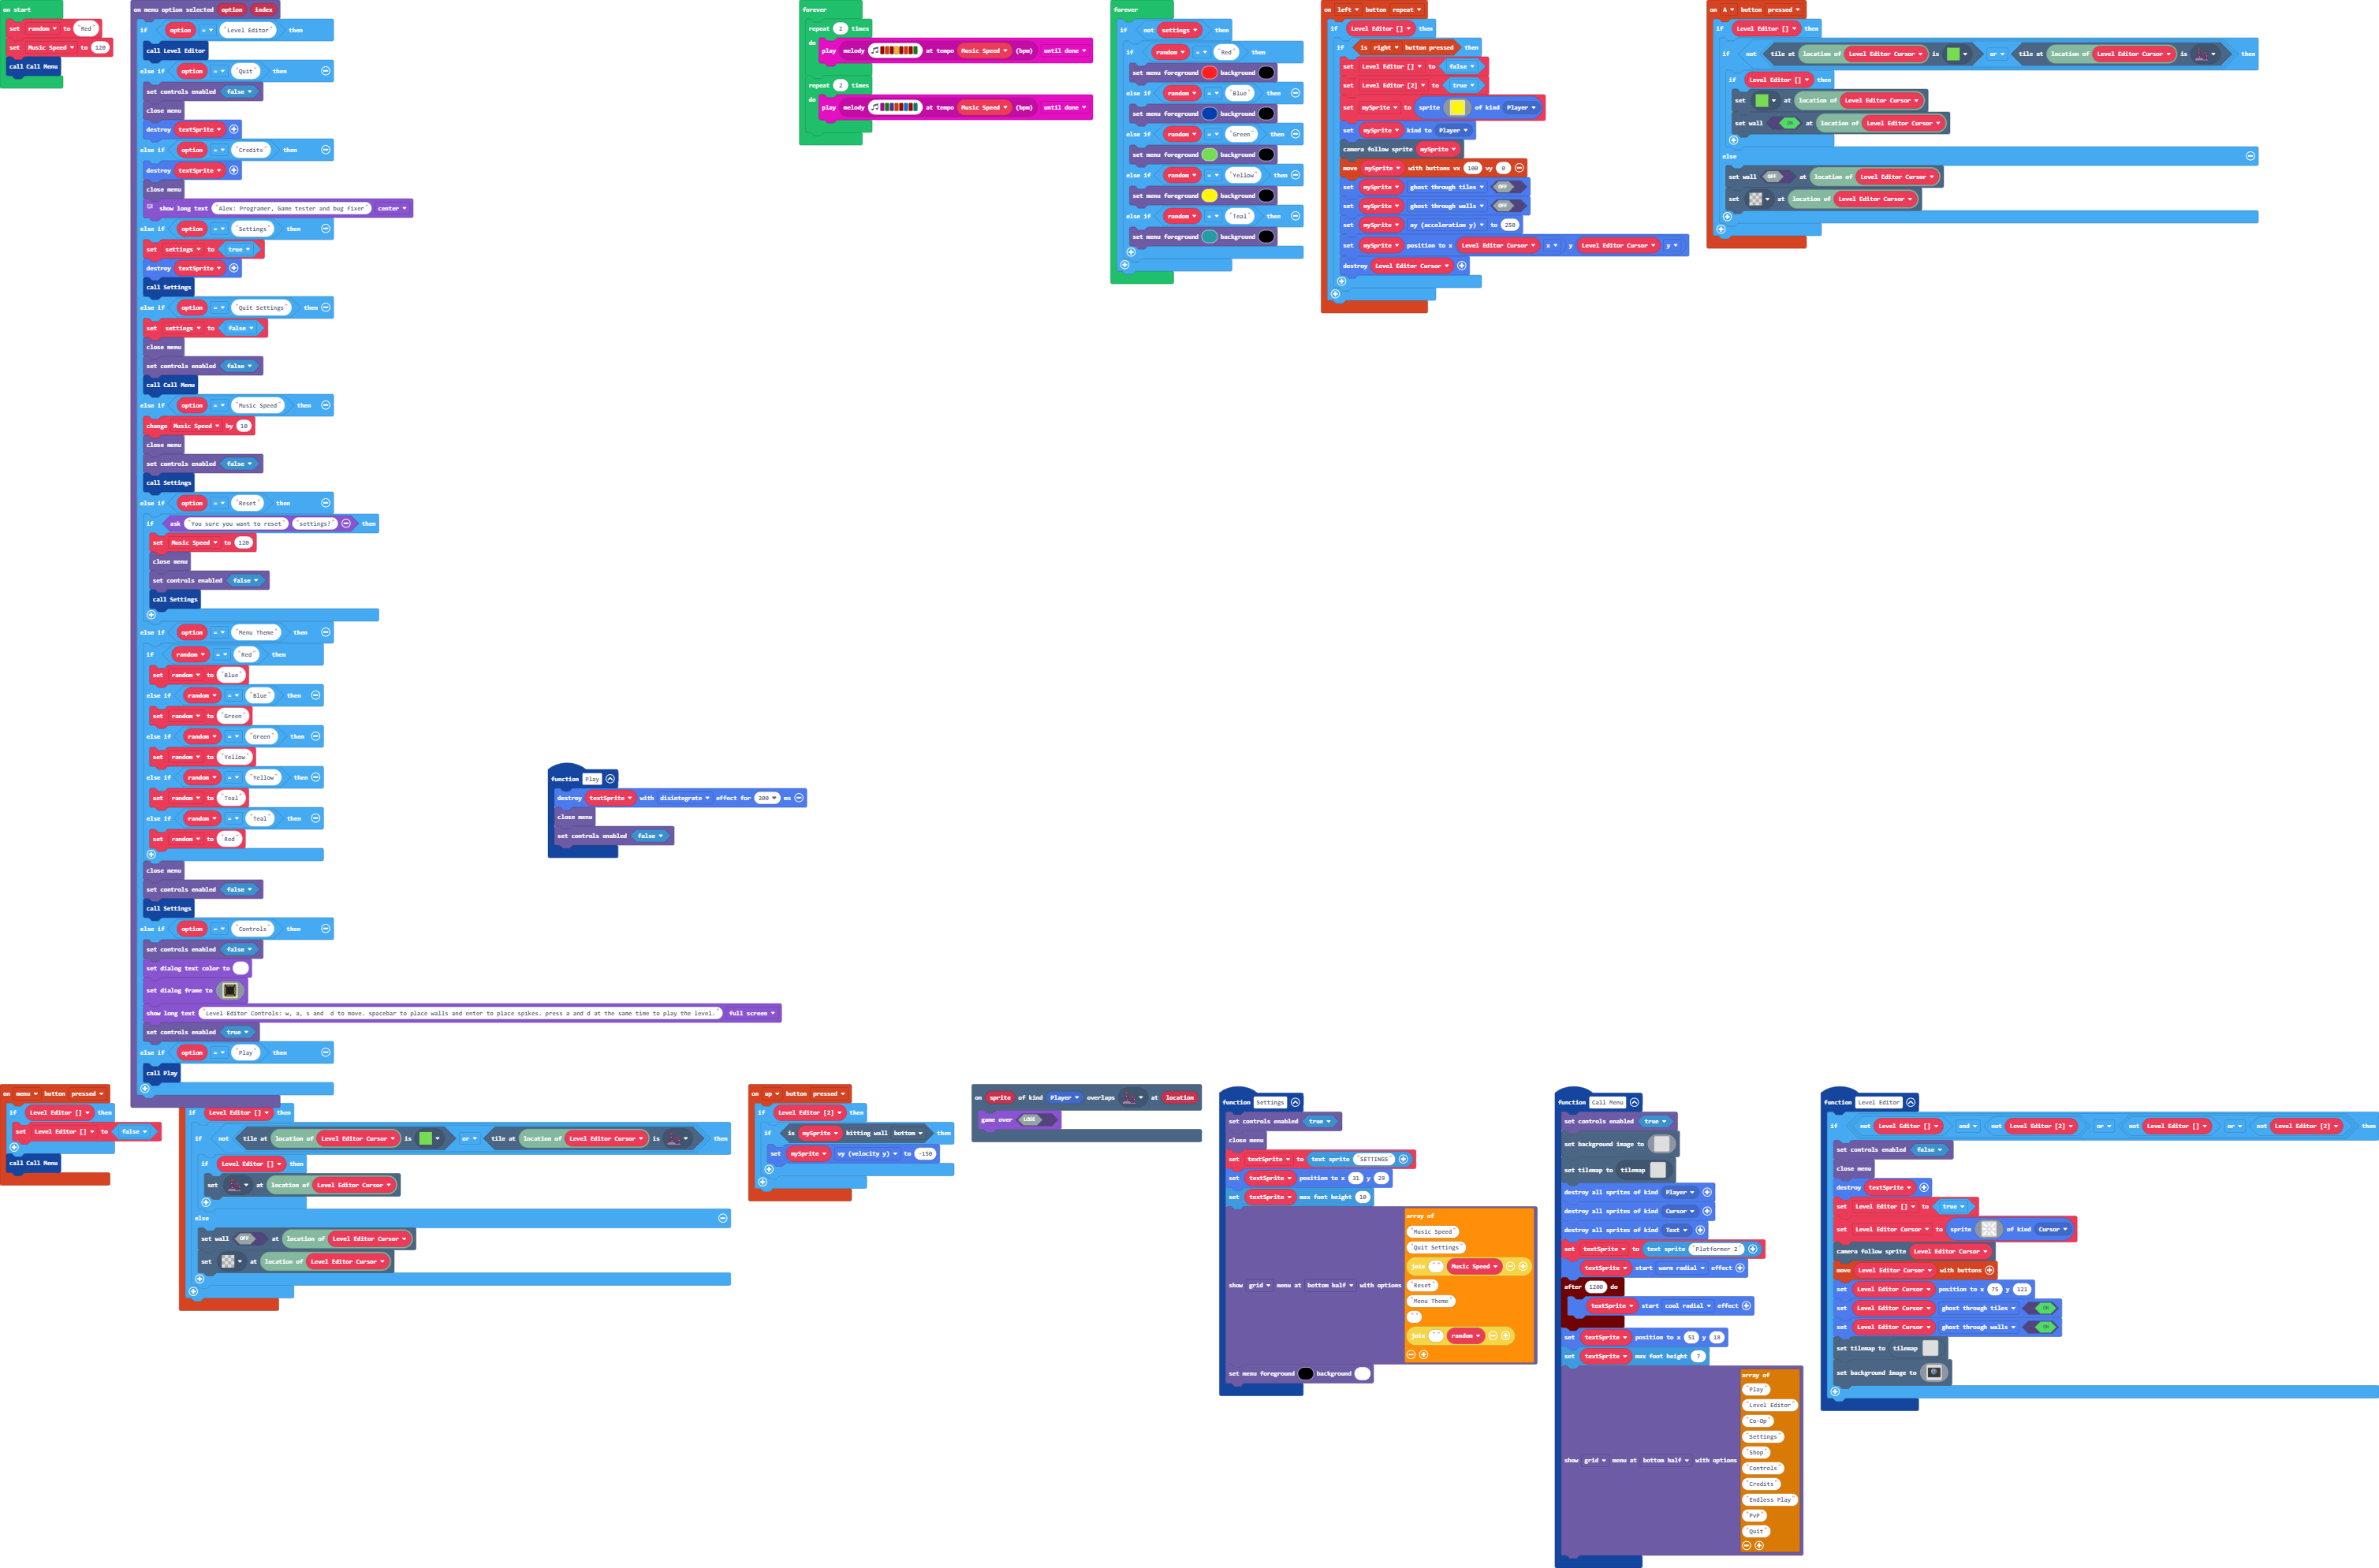 on start
set random to "Red"
set Music Speed to 120
call Call Menu
on menu option selected option index
if option = "Level Editor" then
call Level Editor
else if option = "Quit" then
set controls enabled false
close menu
destroy textSprite
else if option = "Credits" then
destroy textSprite
close menu
show long text "Alex: Programer, Game tester and bug fixer" center
else if option = "Settings" then
set settings to true
destroy textSprite
call Settings
else if option = "Quit Settings" then
set settings to false
close menu
set controls enabled false
call Call Menu
else if option = "Music Speed" then
change Music Speed by 10
close menu
set controls enabled false
call Settings
else if option = "Reset" then
if ask "You sure you want to reset" "settings?" then
set Music Speed to 120
close menu
set controls enabled false
call Settings
else if option = "Menu Theme" then
if random = "Red" then
set random to "Blue"
else if random = "Blue" then
set random to "Green"
else if random = "Green" then
set random to "Yellow"
else if random = "Yellow" then
set random to "Teal"
else if random = "Teal" then
set random to "Red"
close menu
set controls enabled false
call Settings
else if option = "Controls" then
set controls enabled false
set dialog text color to
set dialog frame to
show long text "Level Editor Controls: w, a, s and d to move. spacebar to place walls and enter to place spikes. press a and d at the same time to play the level." full screen
set controls enabled true
else if option = "Play" then
call Play
forever
repeat 2 times
do
play melody at tempo Music Speed (bpm) until done
repeat 2 times
do
play melody at tempo Music Speed (bpm) until done
forever
if not settings then
if random = "Red" then
set menu foreground background
else if random = "Blue" then
set menu foreground background
else if random = "Green" then
set menu foreground background
else if random = "Yellow" then
set menu foreground background
else if random = "Teal" then
set menu foreground background
on left button repeat
if Level Editor [] then
if is right button pressed then
set Level Editor [] to false
set Level Editor [2] to true
set mySprite to sprite of kind Player
set mySprite kind to Player
camera follow sprite mySprite
move mySprite with buttons vx 100 vy 0
set mySprite ghost through tiles OFF
set mySprite ghost through walls OFF
set mySprite ay (acceleration y) to 250
set mySprite position to x Level Editor Cursor x y Level Editor Cursor y
destroy Level Editor Cursor
on A button pressed
if Level Editor [] then
if not tile at location of Level Editor Cursor is or tile at location of Level Editor Cursor is then
if Level Editor [] then
set at location of Level Editor Cursor
set wall ON at location of Level Editor Cursor
else
set wall OFF at location of Level Editor Cursor
set at location of Level Editor Cursor
function Play
destroy textSprite with disintegrate effect for 200 ms
close menu
set controls enabled false
on menu button pressed
if Level Editor [] then
set Level Editor [] to false
call Call Menu
if Level Editor [] then
if not tile at location of Level Editor Cursor is or tile at location of Level Editor Cursor is then
if Level Editor [] then
set at location of Level Editor Cursor
else
set wall OFF at location of Level Editor Cursor
set at location of Level Editor Cursor
on up button pressed
if Level Editor [2] then
if is mySprite hitting wall bottom then
set mySprite vy (velocity y) to -150
on sprite of kind Player overlaps at location
game over LOSE
function Settings
set controls enabled true
close menu
set textSprite to text sprite "SETTINGS"
set textSprite position to x 31 y 29
set textSprite max font height 10
show grid menu at bottom half with options
array of
"Music Speed"
"Quit Settings"
join " " Music Speed
"Reset"
"Menu Theme"
" "
join " " random
set menu foreground background
function Call Menu
set controls enabled true
set background image to
set tilemap to tilemap
destroy all sprites of kind Player
destroy all sprites of kind Cursor
destroy all sprites of kind Text
set textSprite to text sprite "Platformer 2"
textSprite start warm radial effect
after 1200 do
textSprite start cool radial effect
set textSprite position to x 51 y 18
set textSprite max font height 7
show grid menu at bottom half with options
array of
"Play"
"Level Editor"
"Co-Op"
"Settings"
"Shop"
"Controls"
"Credits"
"Endless Play"
"PvP"
"Quit"
function Level Editor
if not Level Editor [] and not Level Editor [2] or not Level Editor [] or not Level Editor [2] then
set controls enabled false
close menu
destroy textSprite
set Level Editor [] to true
set Level Editor Cursor to sprite of kind Cursor
camera follow sprite Level Editor Cursor
move Level Editor Cursor with buttons
set Level Editor Cursor position to x 75 y 121
set Level Editor Cursor ghost through tiles ON
set Level Editor Cursor ghost through walls ON
set tilemap to tilemap
set background image to